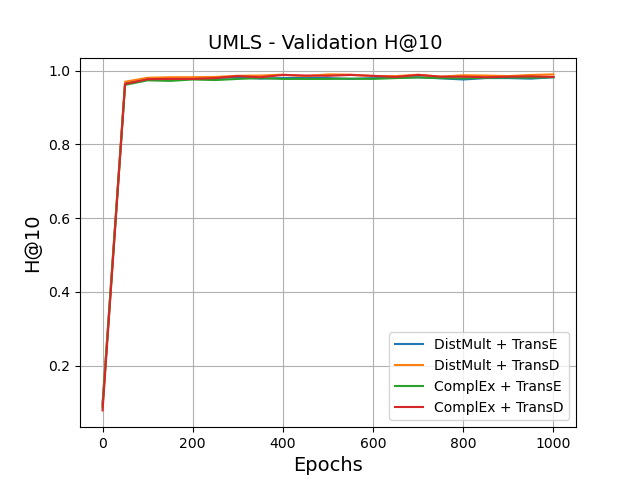 UMLS - Validation H@10
H@10
1.0
0.8
0.6
0.4
0.2
0
200
400
600
800
1000
Epochs
DistMult + TransE
DistMult + TransD
ComplEx + TransE
ComplEx + TransD